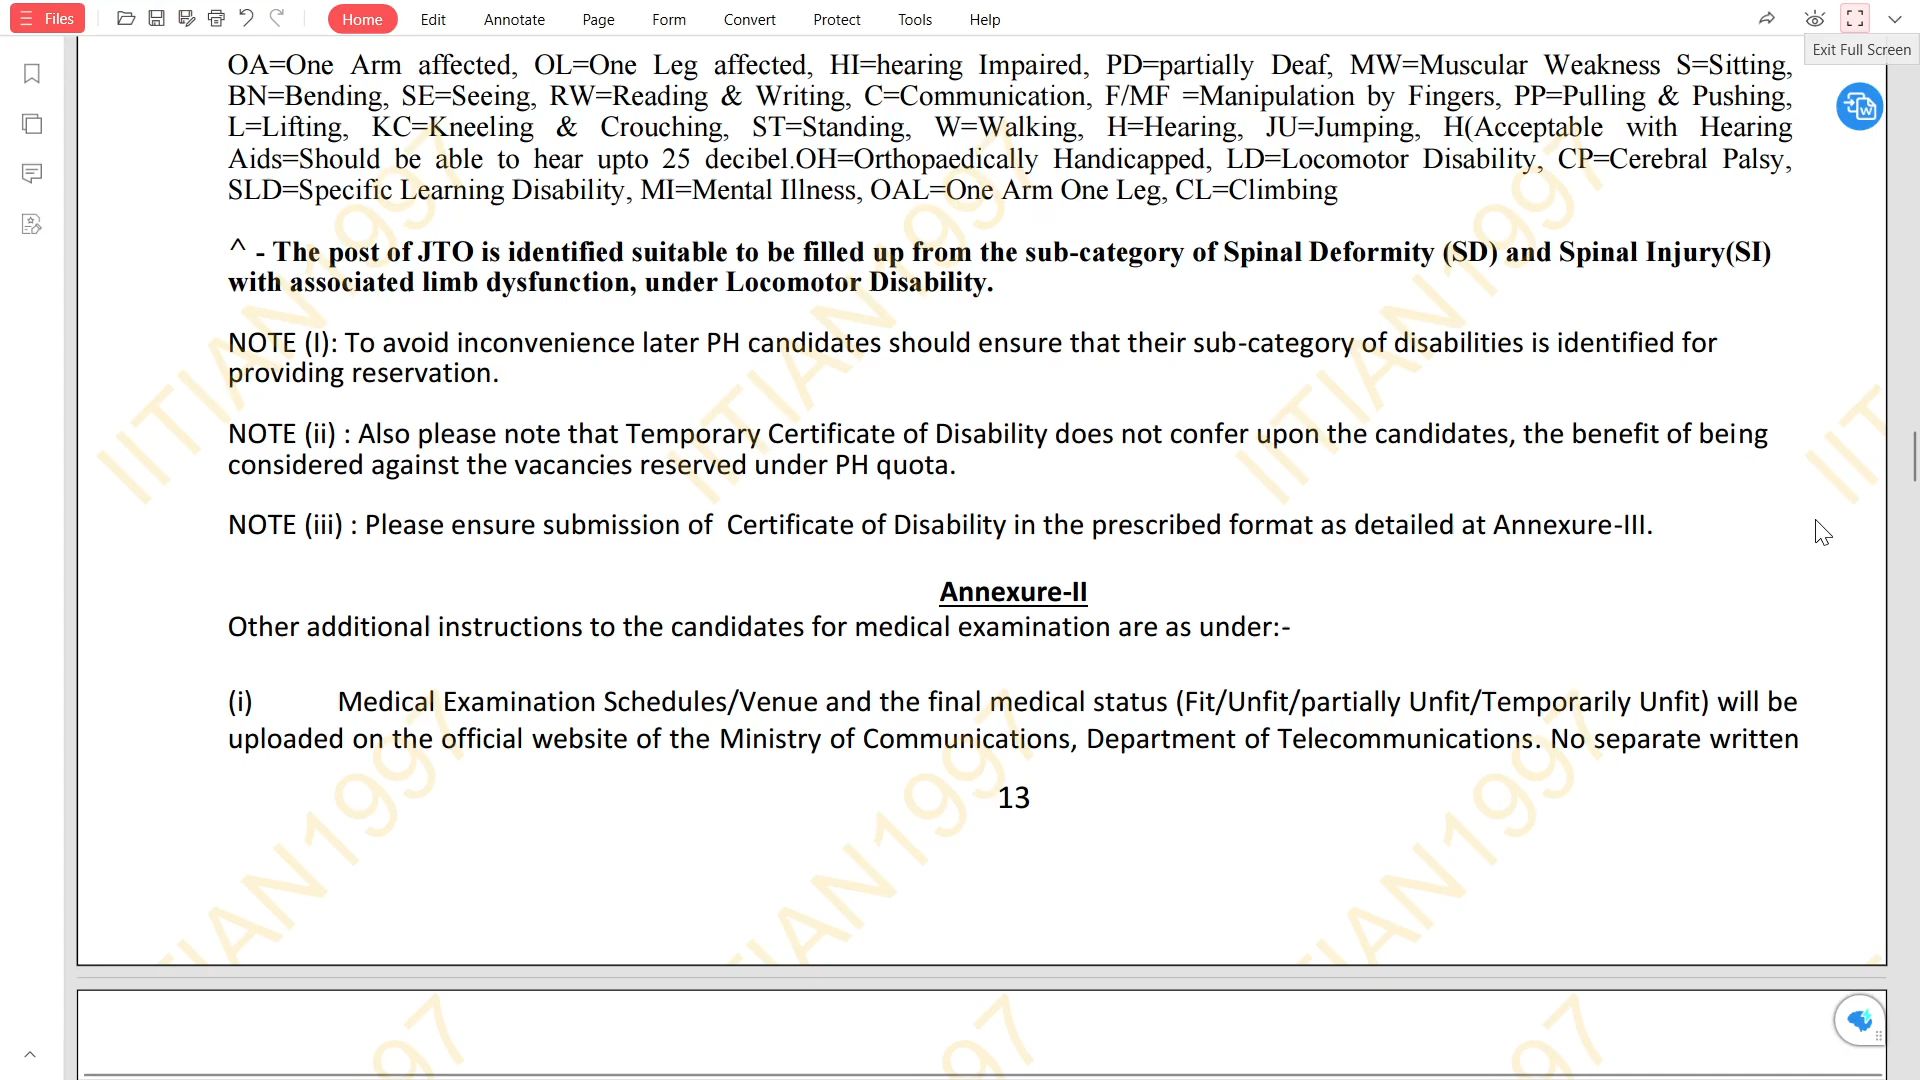 Files
Home
Edit
Annotate
Page
Form
Convert
Protect
Tools
Help
Exit Full Screen
OA=One Arm affected, OL=One Leg affected, HI=hearing Impaired, PD=partially Deaf, MW=Muscular Weakness S=Sitting,
BN=Bending, SE=Seeing, RW=Reading & Writing, C=Communication, F/MF =Manipulation by Fingers, PP=Pulling & Pushing,
L=Lifting, KC=Kneeling & Crouching, ST=Standing, W=Walking, H=Hearing, JU=Jumping, H(Acceptable with Hearing
Aids=Should be able to hear upto 25 decibel.OH=Orthopaedically Handicapped, LD=Locomotor Disability, CP=Cerebral Palsy,
SLD=Specific Learning Disability, MI=Mental Illness, OAL=One Arm One Leg, CL=Climbing
^ - The post of JTO is identified suitable to be filled up from the sub-category of Spinal Deformity (SD) and Spinal Injury(SI)
with associated limb dysfunction, under Locomotor Disability.
NOTE (I): To avoid inconvenience later PH candidates should ensure that their sub-category of disabilities is identified for
providing reservation.
NOTE (ii) : Also please note that Temporary Certificate of Disability does not confer upon the candidates, the benefit of being
considered against the vacancies reserved under PH quota.
NOTE (iii) : Please ensure submission of  Certificate of Disability in the prescribed format as detailed at Annexure-III.
Annexure-II
Other additional instructions to the candidates for medical examination are as under:-
(i) Medical Examination Schedules/Venue and the final medical status (Fit/Unfit/partially Unfit/Temporarily Unfit) will be
uploaded on the official website of the Ministry of Communications, Department of Telecommunications. No separate written
13
IITIAN1997
IITIAN1997
IITIAN1997
IIT
TIAN1997
TIAN1997
TIAN1997
97
97
97